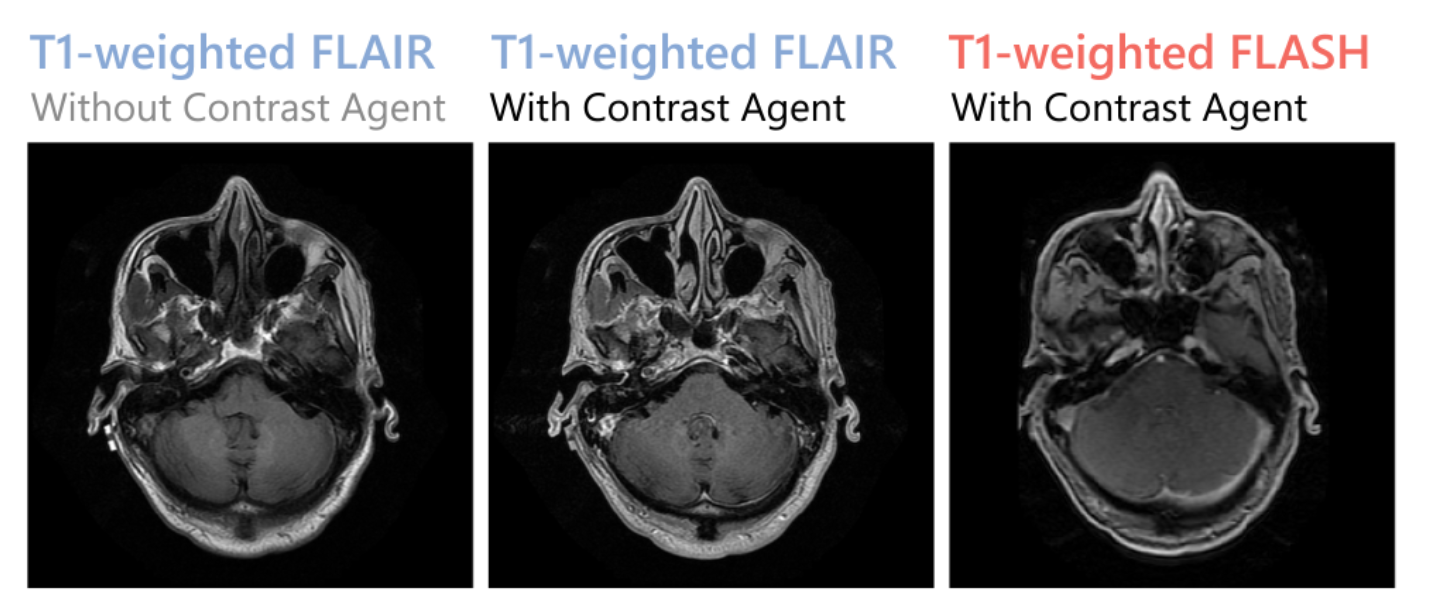 T1-weighted FLAIR
Without Contrast Agent
T1-weighted FLAIR
With Contrast Agent
T1-weighted FLASH
With Contrast Agent